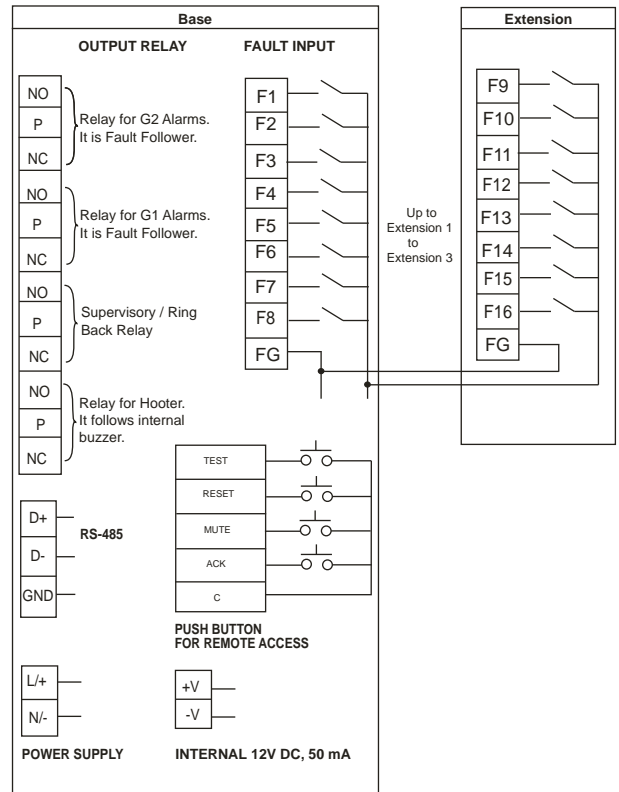 Base
OUTPUT RELAY
NO
P
NC
Relay for G2 Alarms.
It is Fault Follower.
NO
P
NC
Relay for G1 Alarms.
It is Fault Follower.
NO
P
NC
Supervisory / Ring
Back Relay
NO
P
NC
Relay for Hooter.
It follows internal
buzzer.
FAULT INPUT
F1
F2
F3
F4
F5
F6
F7
F8
FG
Up to
Extension 1
to
Extension 3
Extension
F9
F10
F11
F12
F13
F14
F15
F16
FG
TEST
RESET
MUTE
ACK
C
PUSH BUTTON
FOR REMOTE ACCESS
D+
D-
GND
RS-485
L/+
N/-
POWER SUPPLY
+V
-V
INTERNAL 12V DC, 50 mA